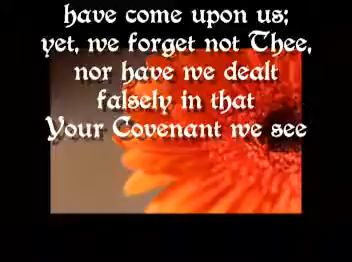 have come upon us;
yet, we forget not Thee,
nor have we dealt
falsely in that
Your Covenant we see